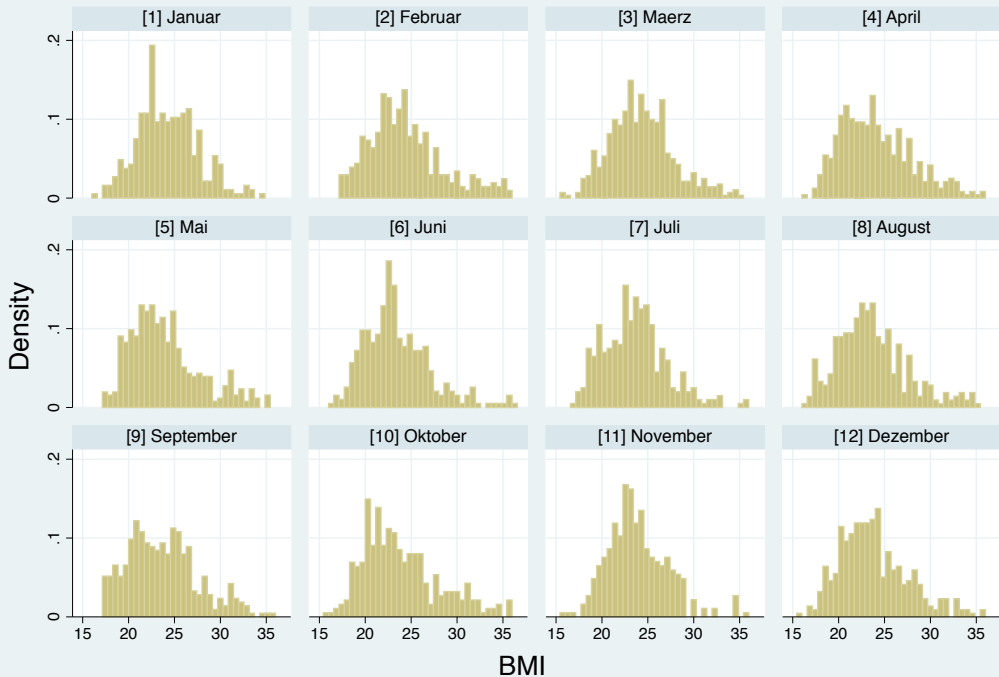 [1] Januar
[2] Februar
[3] Maerz
[4] April
.2
.1
0
[5] Mai
[6] Juni
[7] Juli
[8] August
.2
.1
0
Density
[9] September
[10] Oktober
[11] November
[12] Dezember
.2
.1
0
15 20 25 30 35 15 20 25 30 35 15 20 25 30 35 15 20 25 30 35
BMI